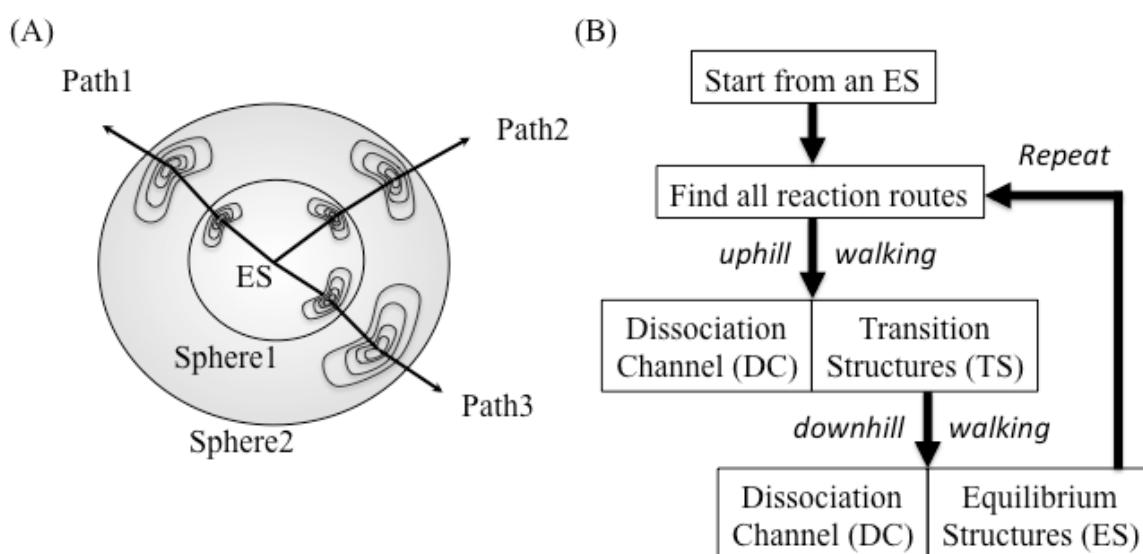 (A)
Path1
Path2
ES
Sphere1
Path3
Sphere2
(B)
Start from an ES
Repeat
Find all reaction routes
uphill walking
Dissociation
Channel (DC)
Transition
Structures (TS)
downhill walking
Dissociation
Channel (DC)
Equilibrium
Structures (ES)